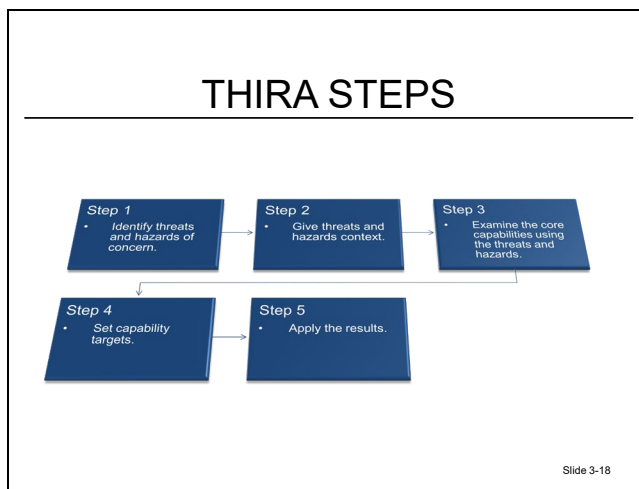 THIRA STEPS
Step 1
• Identify threats
and hazards of
concern.
Step 2
• Give threats and
hazards context.
Step 3
• Examine the core
capabilities using
the threats and
hazards.
Step 4
• Set capability
targets.
Step 5
• Apply the results.
Slide 3-18